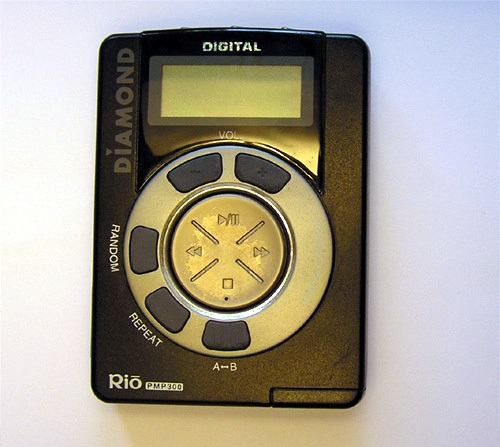 DIGITAL
DIAMOND
VOL.
- +
RANDOM
REPEAT
A↔B
Rio PMP300